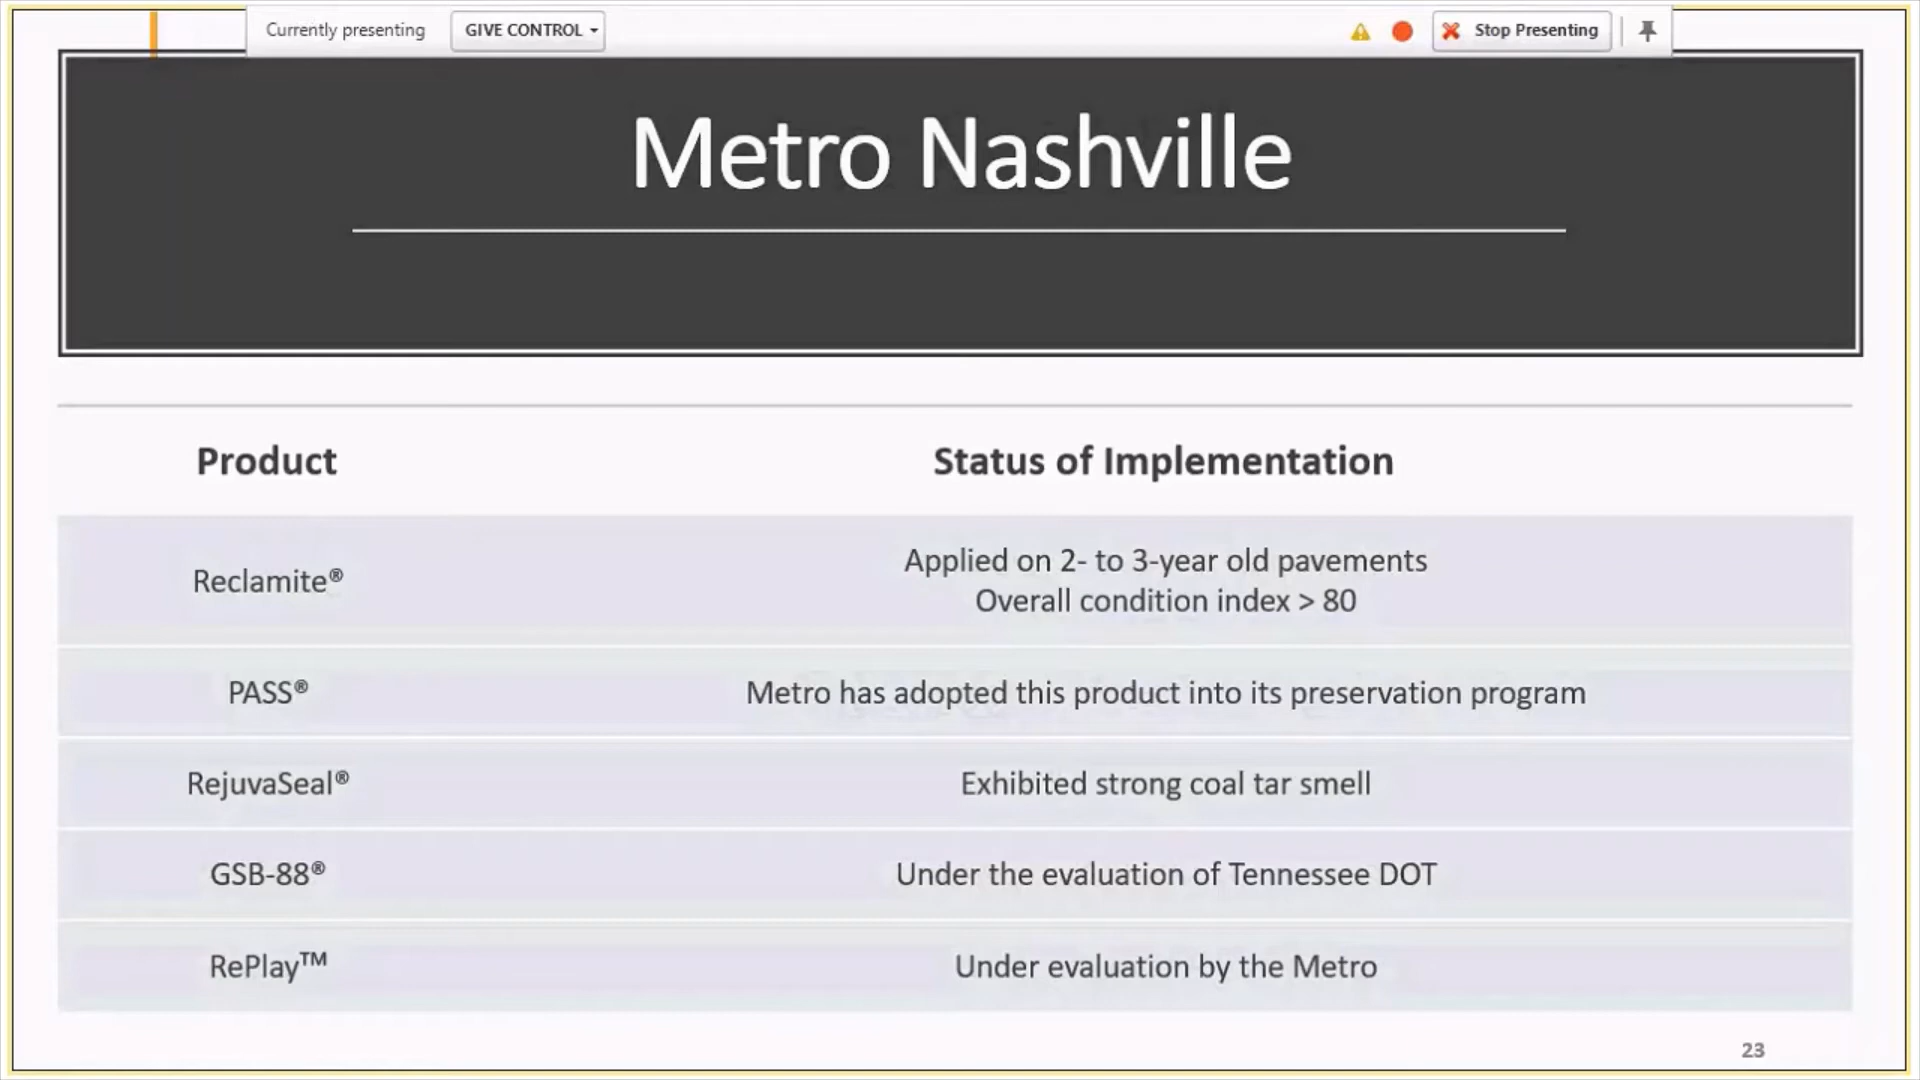 Currently presenting GIVE CONTROL Stop Presenting
Metro Nashville
Product Status of Implementation
Reclamite® Applied on 2- to 3-year old pavements
Overall condition index > 80
PASS® Metro has adopted this product into its preservation program
RejuvaSeal® Exhibited strong coal tar smell
GSB-88® Under the evaluation of Tennessee DOT
RePlay™ Under evaluation by the Metro
23